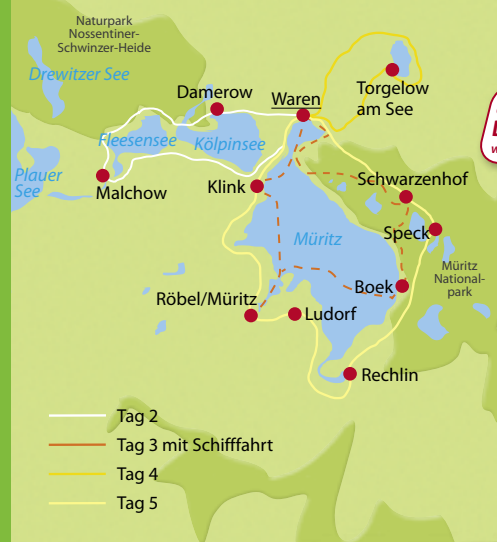 Naturpark
Nossentiner-
Schwinzer-Heide
Drewitzer See
Damerow
Waren
Torgelow
am See
Fleesensee
Kölpinsee
Plauer
See
Malchow
Klink
Schwarzenhof
Müritz
Speck
Müritz
National-
park
Boek
Röbel/Müritz
Ludorf
Rechlin
Tag 2
Tag 3 mit Schifffahrt
Tag 4
Tag 5